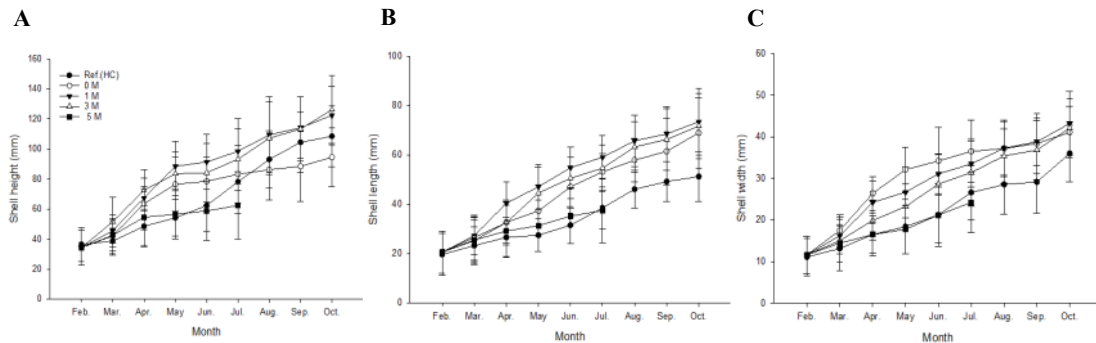 A
B
C
Shell height (mm)
160
140
120
100
80
60
40
20
0
Ref.(HC)
0 M
1 M
3 M
5 M
Feb. Mar. Apr. May Jun. Jul. Aug. Sep. Oct.
Month
Shell length (mm)
100
80
60
40
20
0
Feb. Mar. Apr. May Jun. Jul. Aug. Sep. Oct.
Month
Shell width (mm)
60
50
40
30
20
10
0
Feb. Mar. Apr. May Jun. Jul. Aug. Sep. Oct.
Month